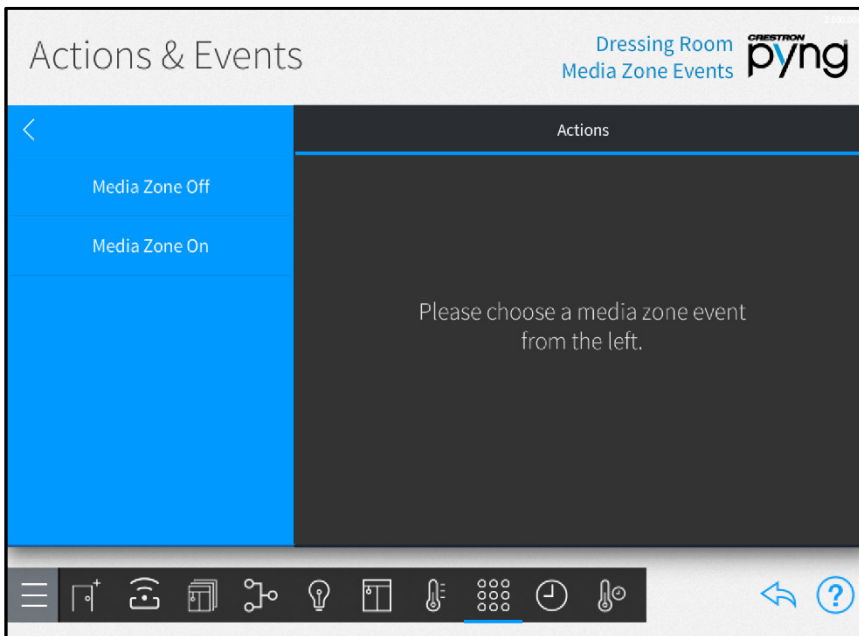 Actions & Events
Dressing Room
Media Zone Events
CRESTRON
pyng
Actions
Media Zone Off
Media Zone On
Please choose a media zone event
from the left.
?